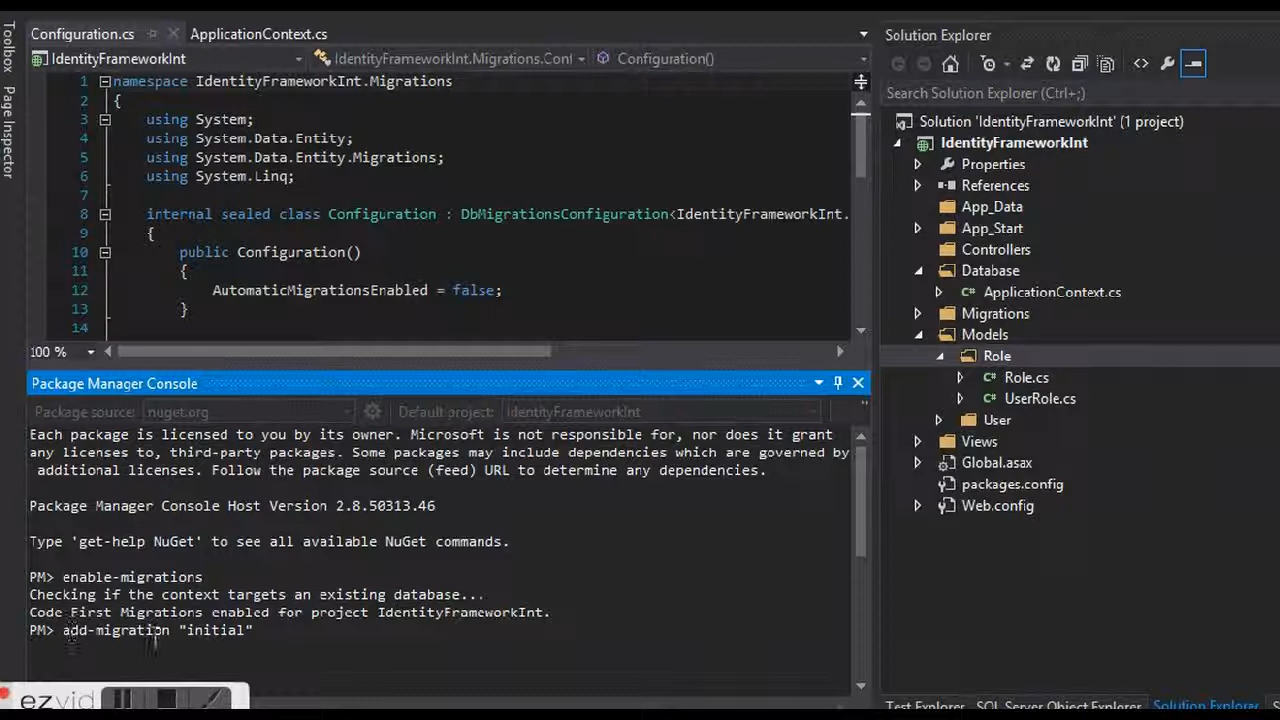 Toolbox
Page Inspector
Configuration.cs
ApplicationContext.cs
IdentityFrameworkInt
IdentityFrameworkInt.Migrations.Conf
Configuration()
1 namespace IdentityFrameworkInt.Migrations
2 {
3 using System;
4 using System.Data.Entity;
5 using System.Data.Entity.Migrations;
6 using System.Linq;
7
8 internal sealed class Configuration : DbMigrationsConfiguration<IdentityFrameworkInt.
9 {
10 public Configuration()
11 {
12 AutomaticMigrationsEnabled = false;
13 }
14
100 %
Package Manager Console
Package source: nuget.org
Default project: IdentityFrameworkInt
Each package is licensed to you by its owner. Microsoft is not responsible for, nor does it grant
any licenses to, third-party packages. Some packages may include dependencies which are governed by
additional licenses. Follow the package source (feed) URL to determine any dependencies.
Package Manager Console Host Version 2.8.50313.46
Type 'get-help NuGet' to see all available NuGet commands.
PM> enable-migrations
Checking if the context targets an existing database...
Code First Migrations enabled for project IdentityFrameworkInt.
PM> add-migration "initial"
ezvid
Solution Explorer
Search Solution Explorer (Ctrl+;)
Solution 'IdentityFrameworkInt' (1 project)
IdentityFrameworkInt
Properties
References
App_Data
App_Start
Controllers
Database
C# ApplicationContext.cs
Migrations
Models
Role
C# Role.cs
C# UserRole.cs
User
Views
Global.asax
packages.config
Web.config
Test Explorer
SQL Server Object Explorer
Solution Explorer